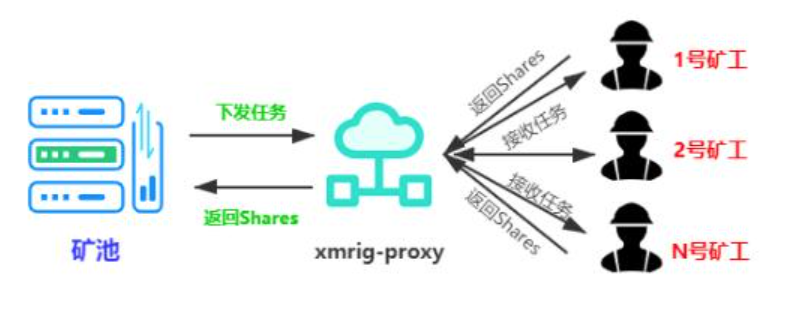 下发任务
返回Shares
矿池
xmrig-proxy
返回Shares
接收任务
接收任务
返回Shares
1号矿工
2号矿工
N号矿工